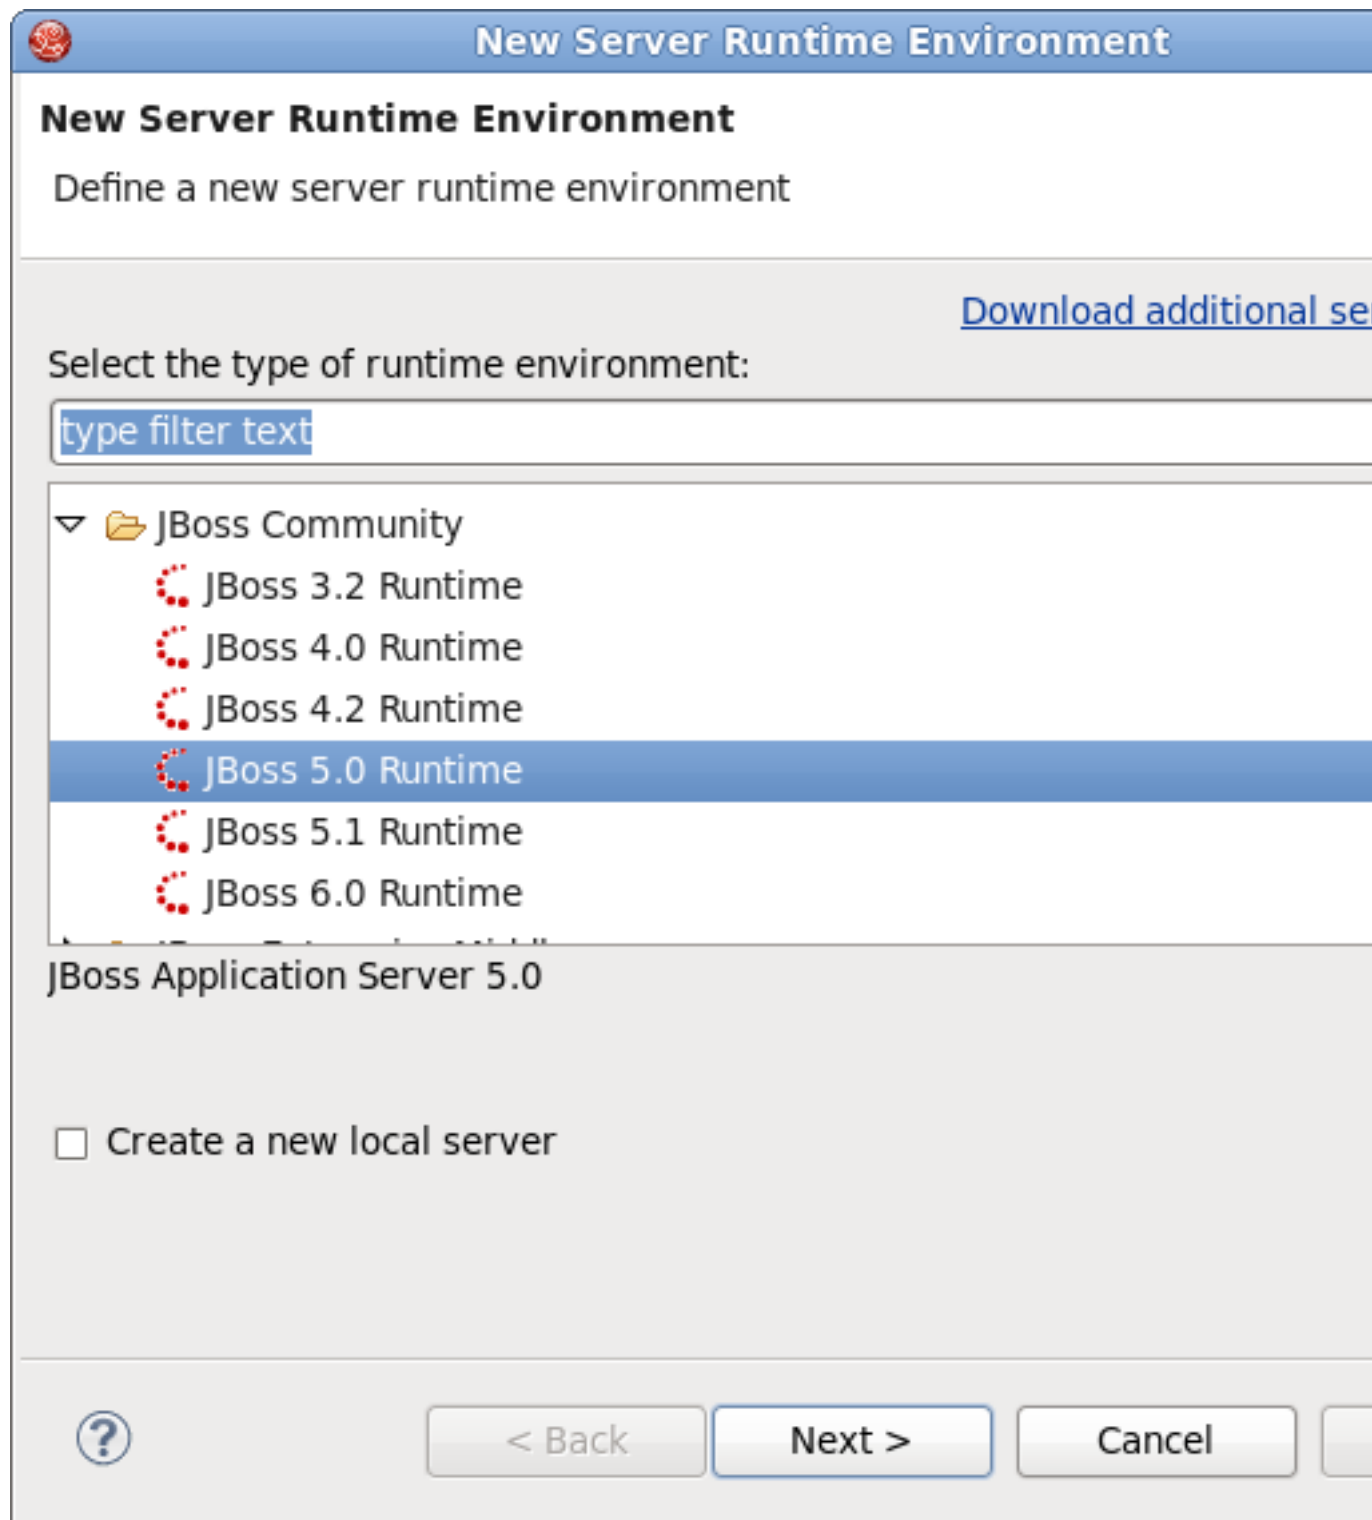 New Server Runtime Environment
New Server Runtime Environment
Define a new server runtime environment
Download additional
Select the type of runtime environment:
type filter text
JBoss Community
JBoss 3.2 Runtime
JBoss 4.0 Runtime
JBoss 4.2 Runtime
JBoss 5.0 Runtime
JBoss 5.1 Runtime
JBoss 6.0 Runtime
JBoss Application Server 5.0
Create a new local server
?
< Back
Next >
Cancel